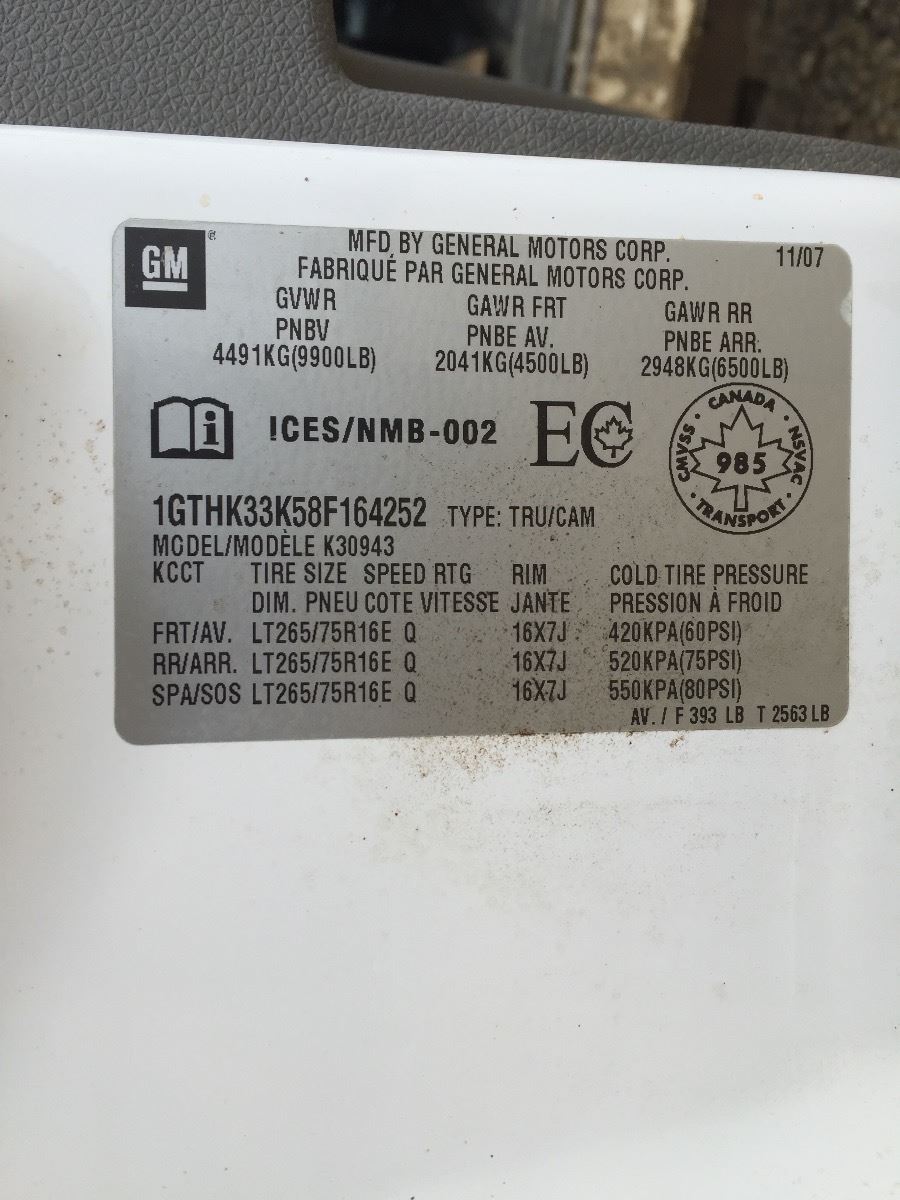 GM ®
MFD BY GENERAL MOTORS CORP. 11/07
FABRIQUÉ PAR GENERAL MOTORS CORP.
GVWR GAWR FRT GAWR RR
PNBV PNBE AV. PNBE ARR.
4491KG(9900LB) 2041KG(4500LB) 2948KG(6500LB)
i ICES/NMB-002 EC
CANADA
CMVSS 985 NSVAC
TRANSPORT
1GTHK33K58F164252 TYPE: TRU/CAM
MODEL/MODÈLE K30943
KCCT TIRE SIZE SPEED RTG RIM COLD TIRE PRESSURE
DIM. PNEU COTE VITESSE JANTE PRESSION À FROID
FRT/AV. LT265/75R16E Q 16X7J 420KPA(60PSI)
RR/ARR. LT265/75R16E Q 16X7J 520KPA(75PSI)
SPA/SOS LT265/75R16E Q 16X7J 550KPA(80PSI)
AV. / F 393 LB T 2563 LB